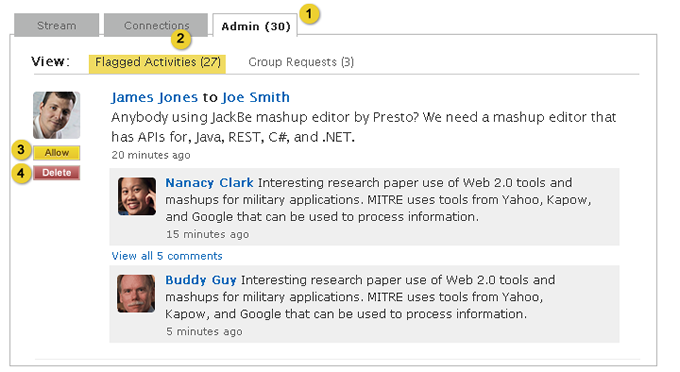 Stream Connections Admin (30) 1
2
View: Flagged Activities (27) Group Requests (3)
James Jones to Joe Smith
Anybody using JackBe mashup editor by Presto? We need a mashup editor that
has APIs for, Java, REST, C#, and .NET.
3 Allow
20 minutes ago
4 Delete
Nanacy Clark Interesting research paper use of Web 2.0 tools and
mashups for military applications. MITRE uses tools from Yahoo, Kapow,
and Google that can be used to process information.
15 minutes ago
View all 5 comments
Buddy Guy Interesting research paper use of Web 2.0 tools and
mashups for military applications. MITRE uses tools from Yahoo,
Kapow, and Google that can be used to process information.
5 minutes ago